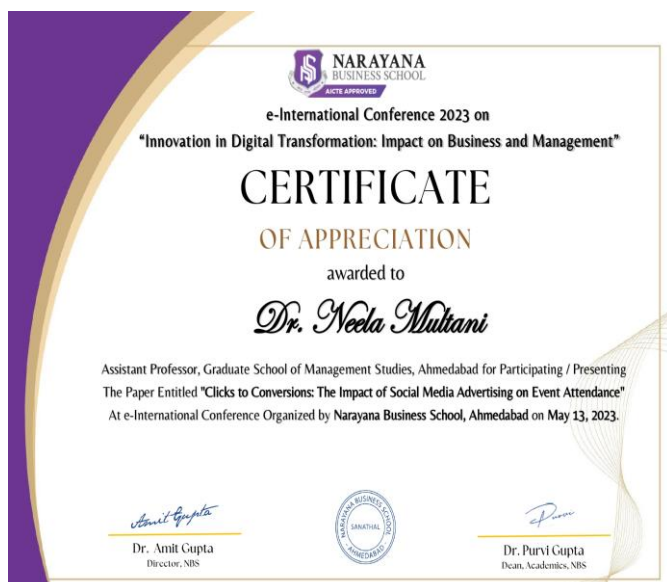 NARAYANA
BUSINESS SCHOOL
AICTE APPROVED
e-International Conference 2023 on
“Innovation in Digital Transformation: Impact on Business and Management”
CERTIFICATE
OF APPRECIATION
awarded to
Dr. Neela Multani
Assistant Professor, Graduate School of Management Studies, Ahmedabad for Participating / Presenting
The Paper Entitled "Clicks to Conversions: The Impact of Social Media Advertising on Event Attendance"
At e-International Conference Organized by Narayana Business School, Ahmedabad on May 13, 2023.
Amit Gupta
NARAYANA BUSINESS SCHOOL
SANATHAL
AHMEDABAD
Dr. Amit Gupta
Director, NBS
Dr. Purvi Gupta
Dean, Academics, NBS